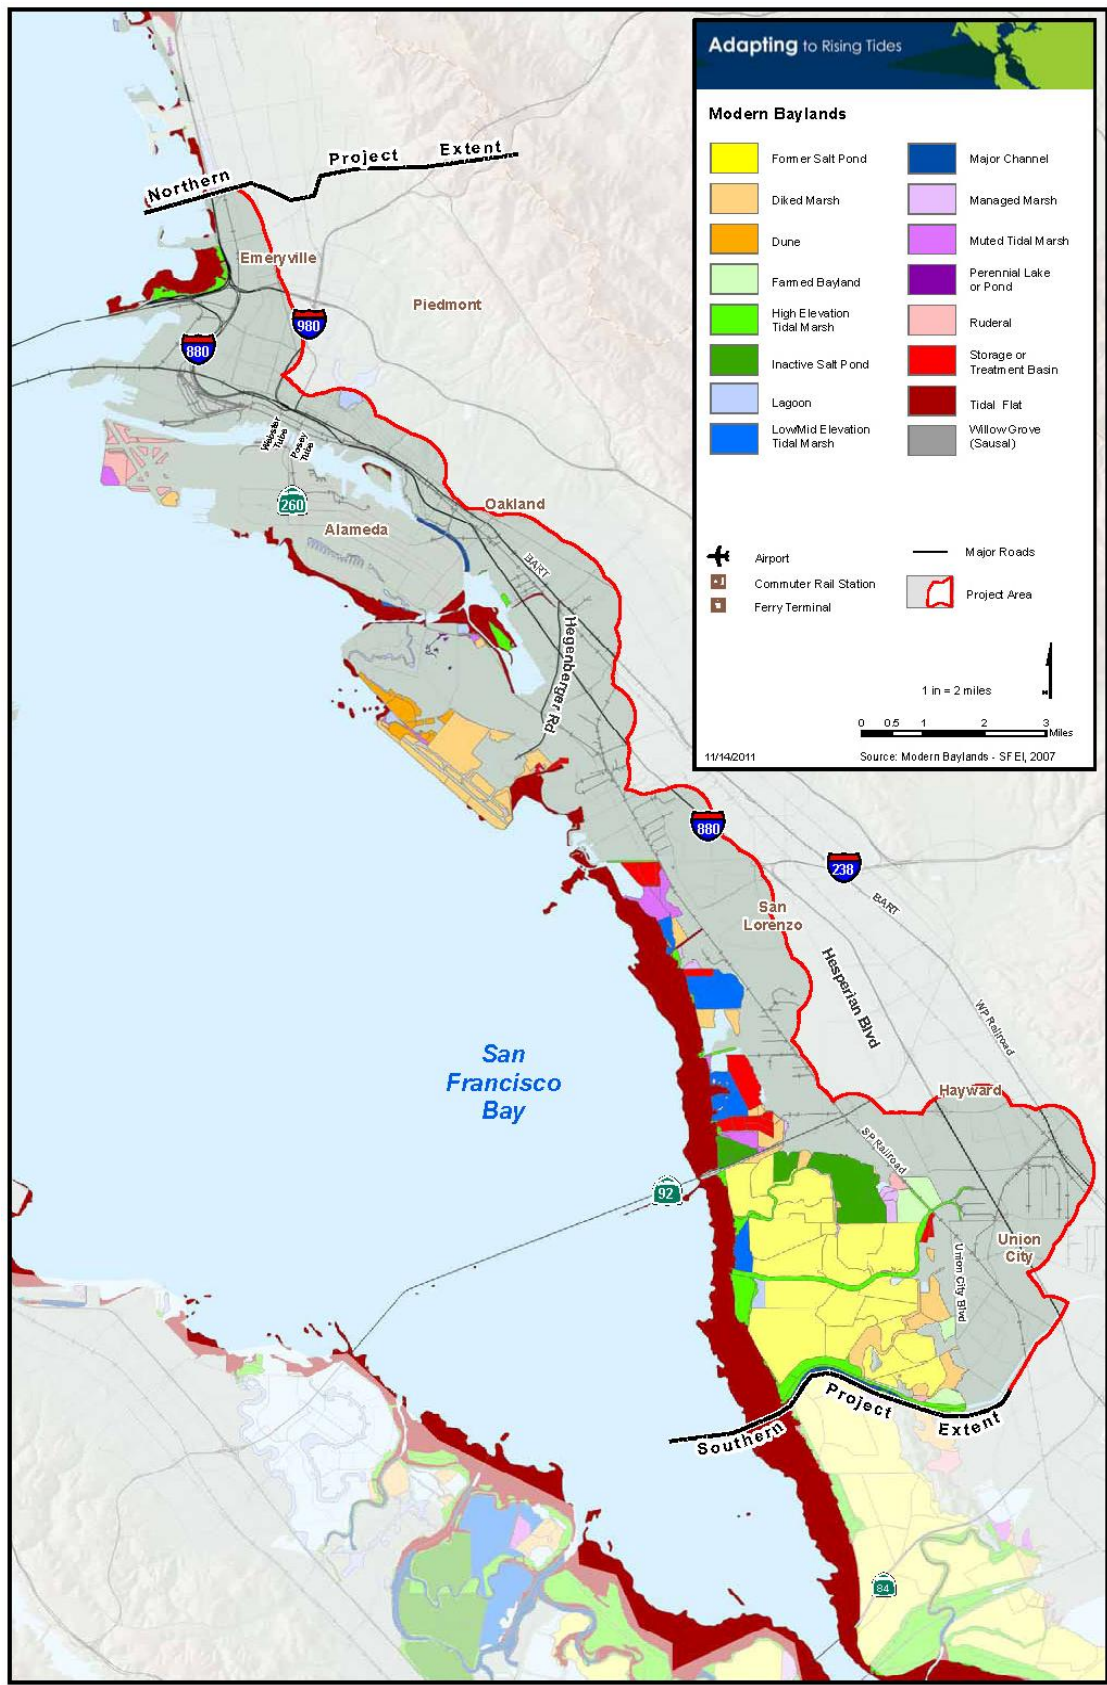 Adapting to Rising Tides
Modern Baylands
Former Salt Pond
Diked Marsh
Dune
Farmed Bayland
High Elevation
Tidal Marsh
Inactive Salt Pond
Lagoon
Low/Mid Elevation
Tidal Marsh
Major Channel
Managed Marsh
Muted Tidal Marsh
Perennial Lake
or Pond
Ruderal
Storage or
Treatment Basin
Tidal Flat
Willow Grove
(Sausal)
Airport
Commuter Rail Station
Ferry Terminal
Major Roads
Project Area
1 in = 2 miles
N
0 0.5 1 2 3
Miles
11/14/2011
Source: Modern Baylands - SFEI, 2007
Northern Project Extent
Emeryville
Piedmont
980
880
Webster
Tube
Posey
Tube
260
Alameda
Oakland
BART
Hegenberger Rd
880
238
BART
San
Lorenzo
Hesperian Blvd
WP Railroad
San
Francisco
Bay
Hayward
SP Railroad
92
Union
City
Union City Blvd
Southern Project Extent
84